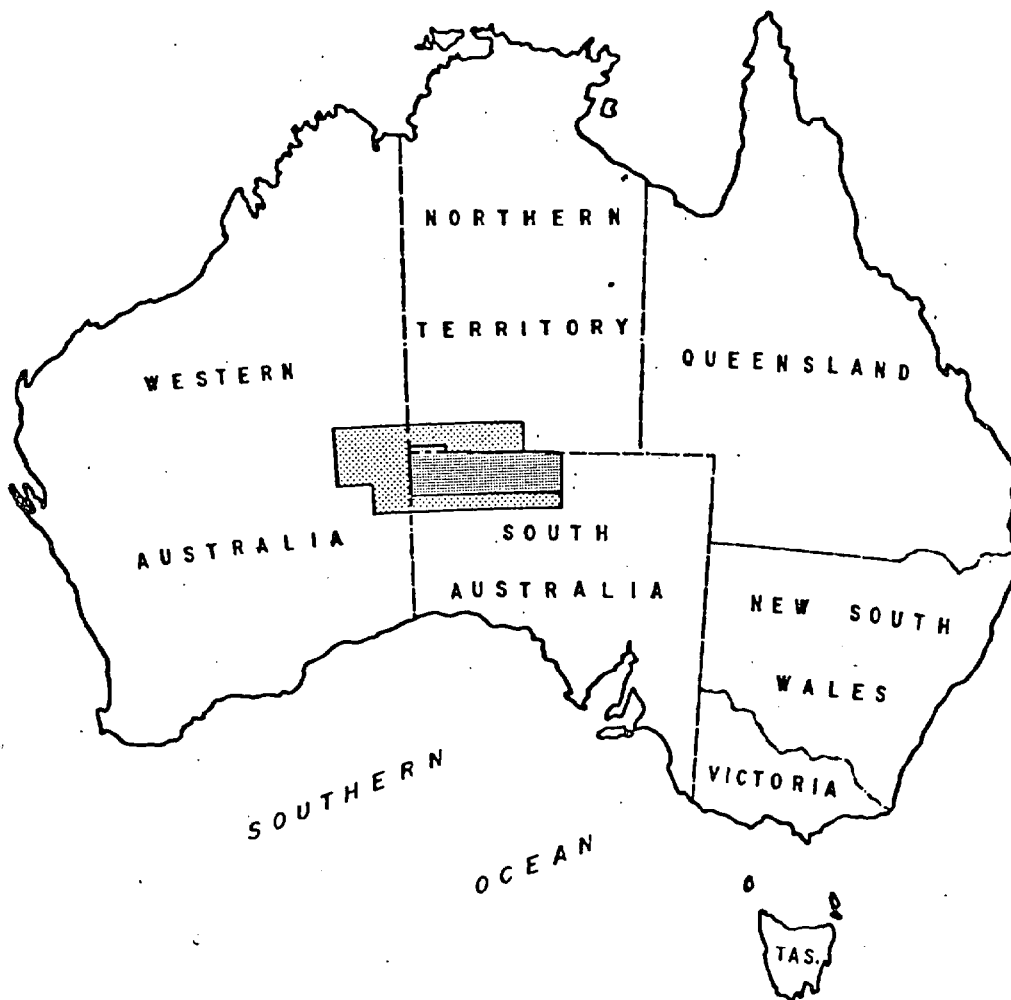 NORTHERN
TERRITORY
QUEENSLAND
WESTERN
AUSTRALIA
SOUTH
AUSTRALIA
NEW SOUTH
WALES
VICTORIA
SOUTHERN
OCEAN
TAS.